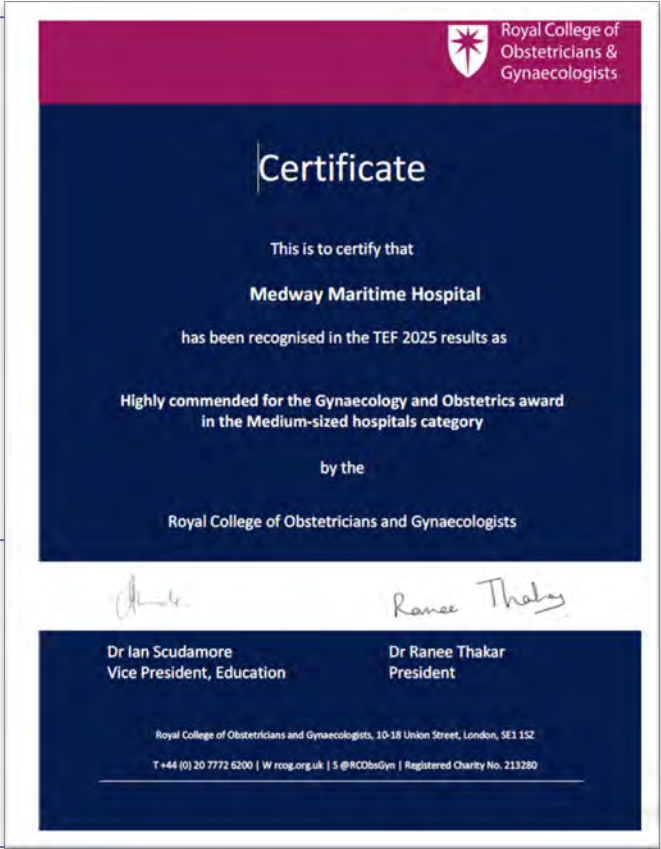 Royal College of
Obstetricians &
Gynaecologists
Certificate
This is to certify that
Medway Maritime Hospital
has been recognised in the TEF 2025 results as
Highly commended for the Gynaecology and Obstetrics award
in the Medium-sized hospitals category
by the
Royal College of Obstetricians and Gynaecologists
Ranee Thakar
Dr Ian Scudamore
Vice President, Education
Dr Ranee Thakar
President
Royal College of Obstetricians and Gynaecologists, 10-18 Union Street, London, SE1 1SZ
T +44 (0) 20 7772 6200 | W rcog.org.uk | S @RCObsGyn | Registered Charity No. 213280